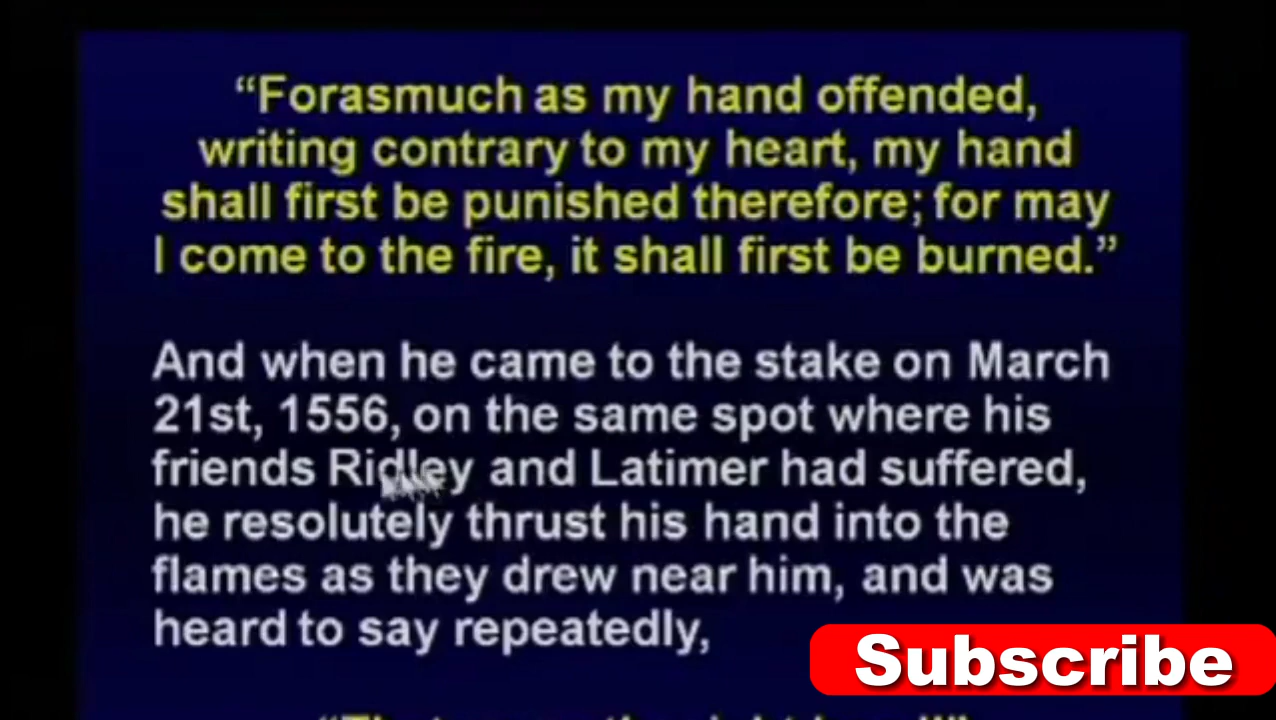 “Forasmuch as my hand offended,
writing contrary to my heart, my hand
shall first be punished therefore; for may
I come to the fire, it shall first be burned.”
And when he came to the stake on March
21st, 1556, on the same spot where his
friends Ridley and Latimer had suffered,
he resolutely thrust his hand into the
flames as they drew near him, and was
heard to say repeatedly,
Subscribe